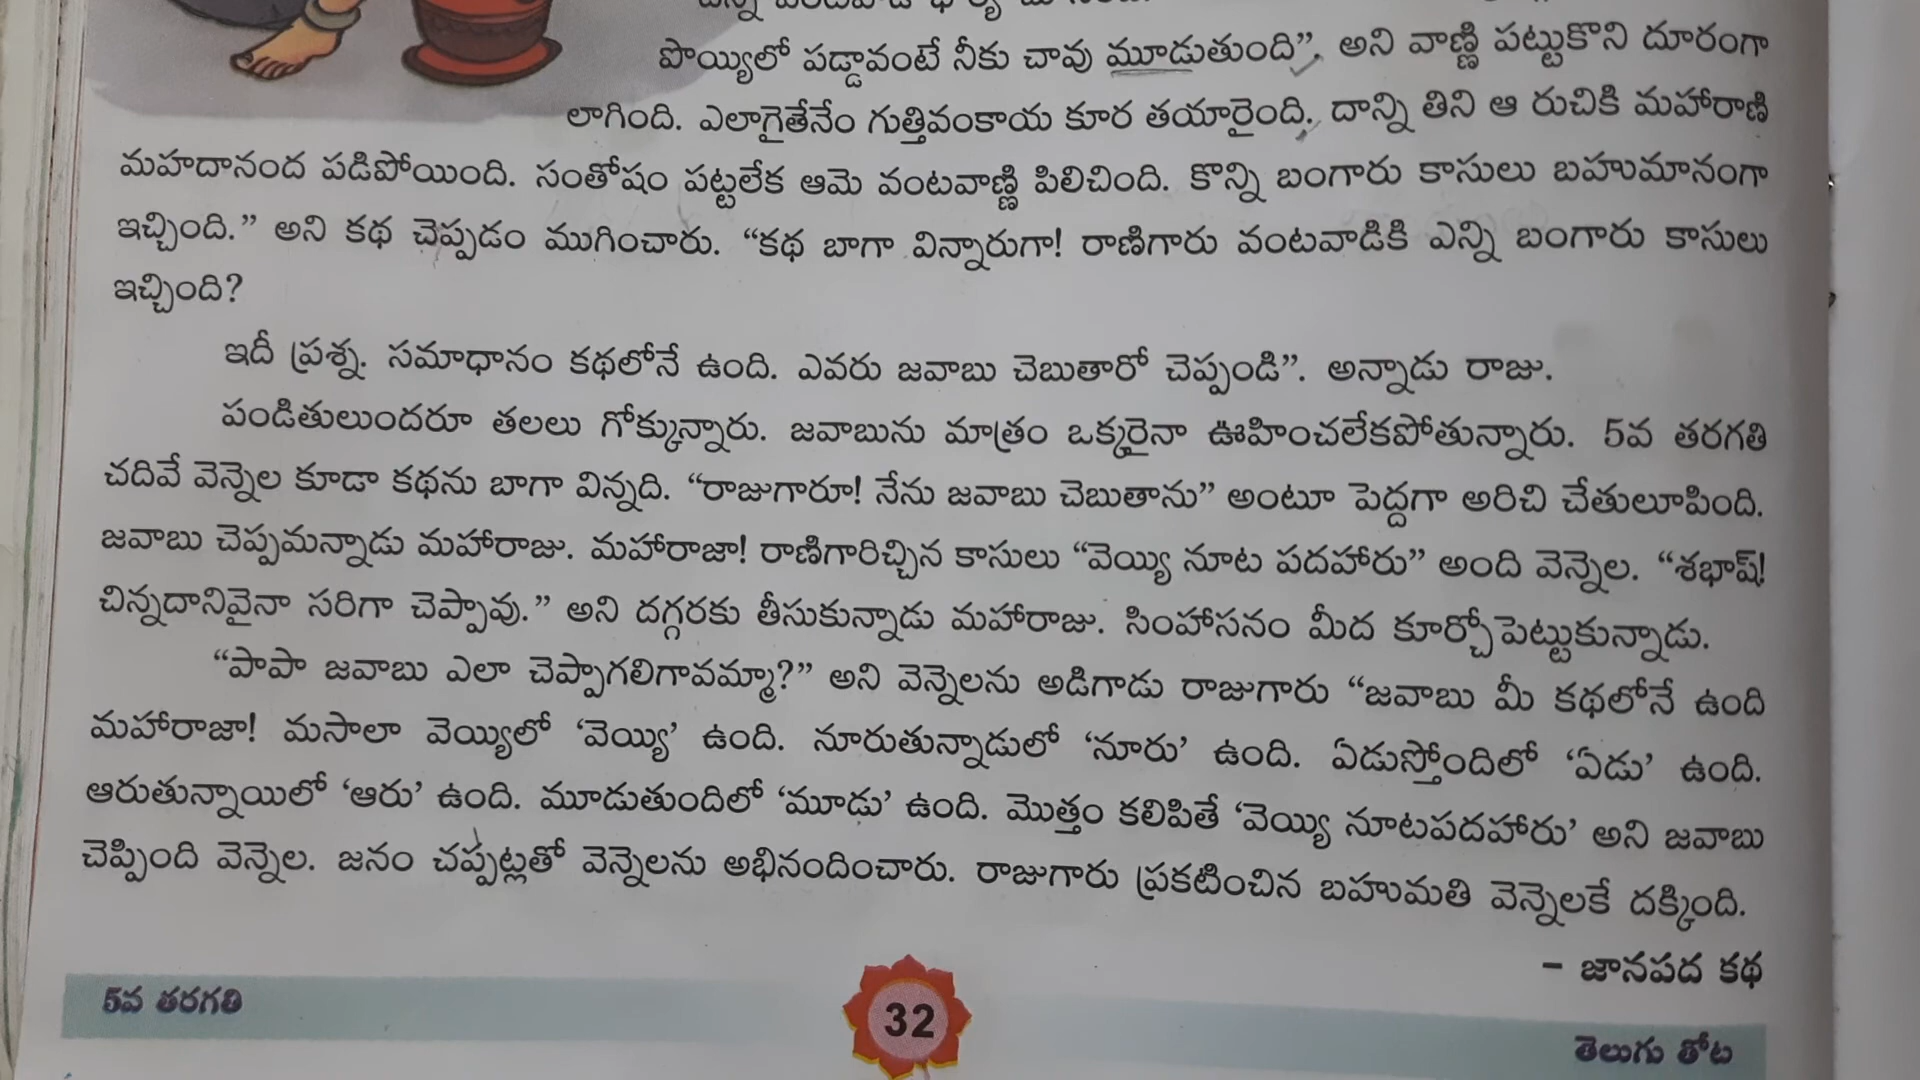 పొయ్యిలో పడ్డావంటే నీకు చావు మూడుతుంది”, అని వాణ్ణి పట్టుకొని దూరంగా
లాగింది. ఎలాగైతేనేం గుత్తివంకాయ కూర తయారైంది. దాన్ని తిని ఆ రుచికి మహారాణి
మహదానంద పడిపోయింది. సంతోషం పట్టలేక ఆమె వంటవాణ్ణి పిలిచింది. కొన్ని బంగారు కాసులు బహుమానంగా
ఇచ్చింది.” అని కథ చెప్పడం ముగించారు. “కథ బాగా విన్నారుగా! రాణిగారు వంటవాడికి ఎన్ని బంగారు కాసులు
ఇచ్చింది?
ఇదీ ప్రశ్న. సమాధానం కథలోనే ఉంది. ఎవరు జవాబు చెబుతారో చెప్పండి”. అన్నాడు రాజు.
పండితులుందరూ తలలు గోక్కున్నారు. జవాబును మాత్రం ఒక్కరైనా ఊహించలేకపోతున్నారు. 5వ తరగతి
చదివే వెన్నెల కూడా కథను బాగా విన్నది. “రాజుగారూ! నేను జవాబు చెబుతాను” అంటూ పెద్దగా అరిచి చేతులూపింది.
జవాబు చెప్పమన్నాడు మహారాజు. మహారాజా! రాణిగారిచ్చిన కాసులు “వెయ్యి నూట పదహారు” అంది వెన్నెల. “శభాష్!
చిన్నదానివైనా సరిగా చెప్పావు.” అని దగ్గరకు తీసుకున్నాడు మహారాజు. సింహాసనం మీద కూర్చోపెట్టుకున్నాడు.
“పాపా జవాబు ఎలా చెప్పాగలిగావమ్మా?” అని వెన్నెలను అడిగాడు రాజుగారు “జవాబు మీ కథలోనే ఉంది
మహారాజా! మసాలా వెయ్యిలో ‘వెయ్యి’ ఉంది. నూరుతున్నాడులో ‘నూరు’ ఉంది. ఏడుస్తోందిలో ‘ఏడు’ ఉంది.
ఆరుతున్నాయిలో ‘ఆరు’ ఉంది. మూడుతుందిలో ‘మూడు’ ఉంది. మొత్తం కలిపితే ‘వెయ్యి నూటపదహారు’ అని జవాబు
చెప్పింది వెన్నెల. జనం చప్పట్లతో వెన్నెలను అభినందించారు. రాజుగారు ప్రకటించిన బహుమతి వెన్నెలకే దక్కింది.
– జానపద కథ
5వ తరగతి
32
తెలుగు తోట